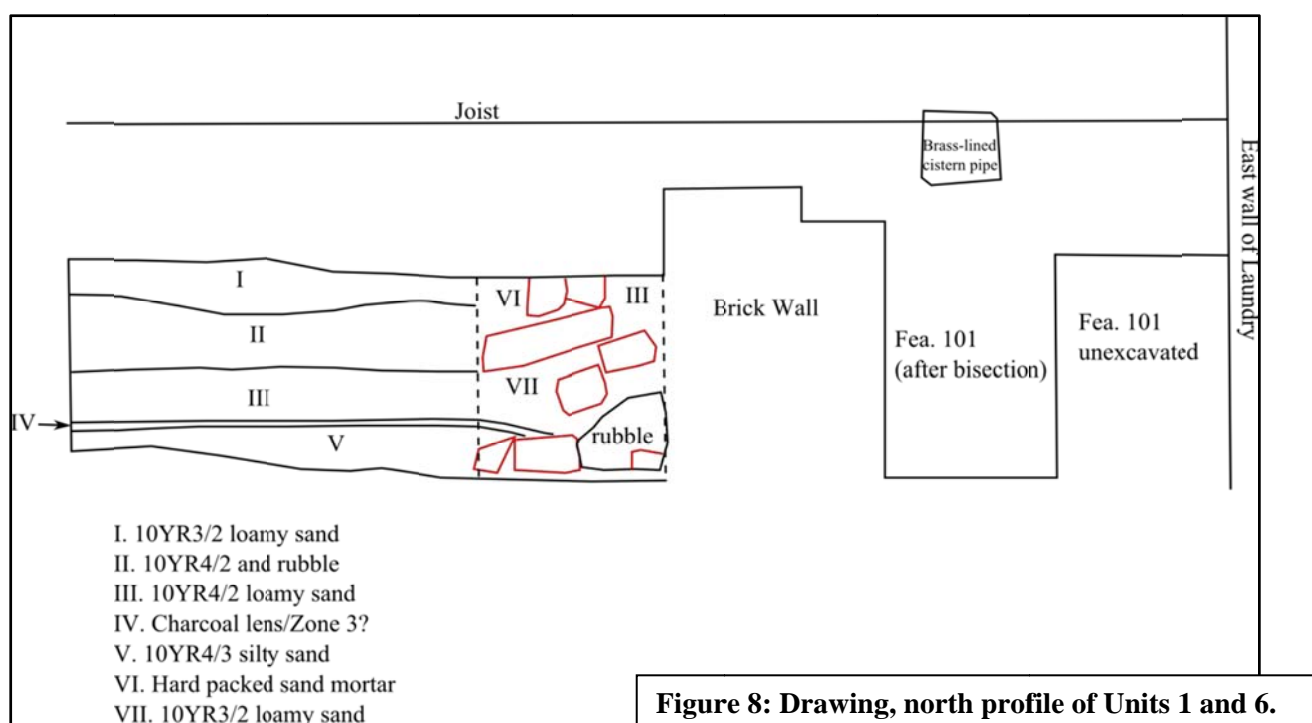 Joist
Brass-lined
cistern pipe
East wall of Laundry
I
VI
III
II
Brick Wall
Fea. 101
(after bisection)
Fea. 101
unexcavated
VII
III
IV
V
rubble
I. 10YR3/2 loamy sand
II. 10YR4/2 and rubble
III. 10YR4/2 loamy sand
IV. Charcoal lens/Zone 3?
V. 10YR4/3 silty sand
VI. Hard packed sand mortar
VII. 10YR3/2 loamy sand
Figure 8: Drawing, north profile of Units 1 and 6.